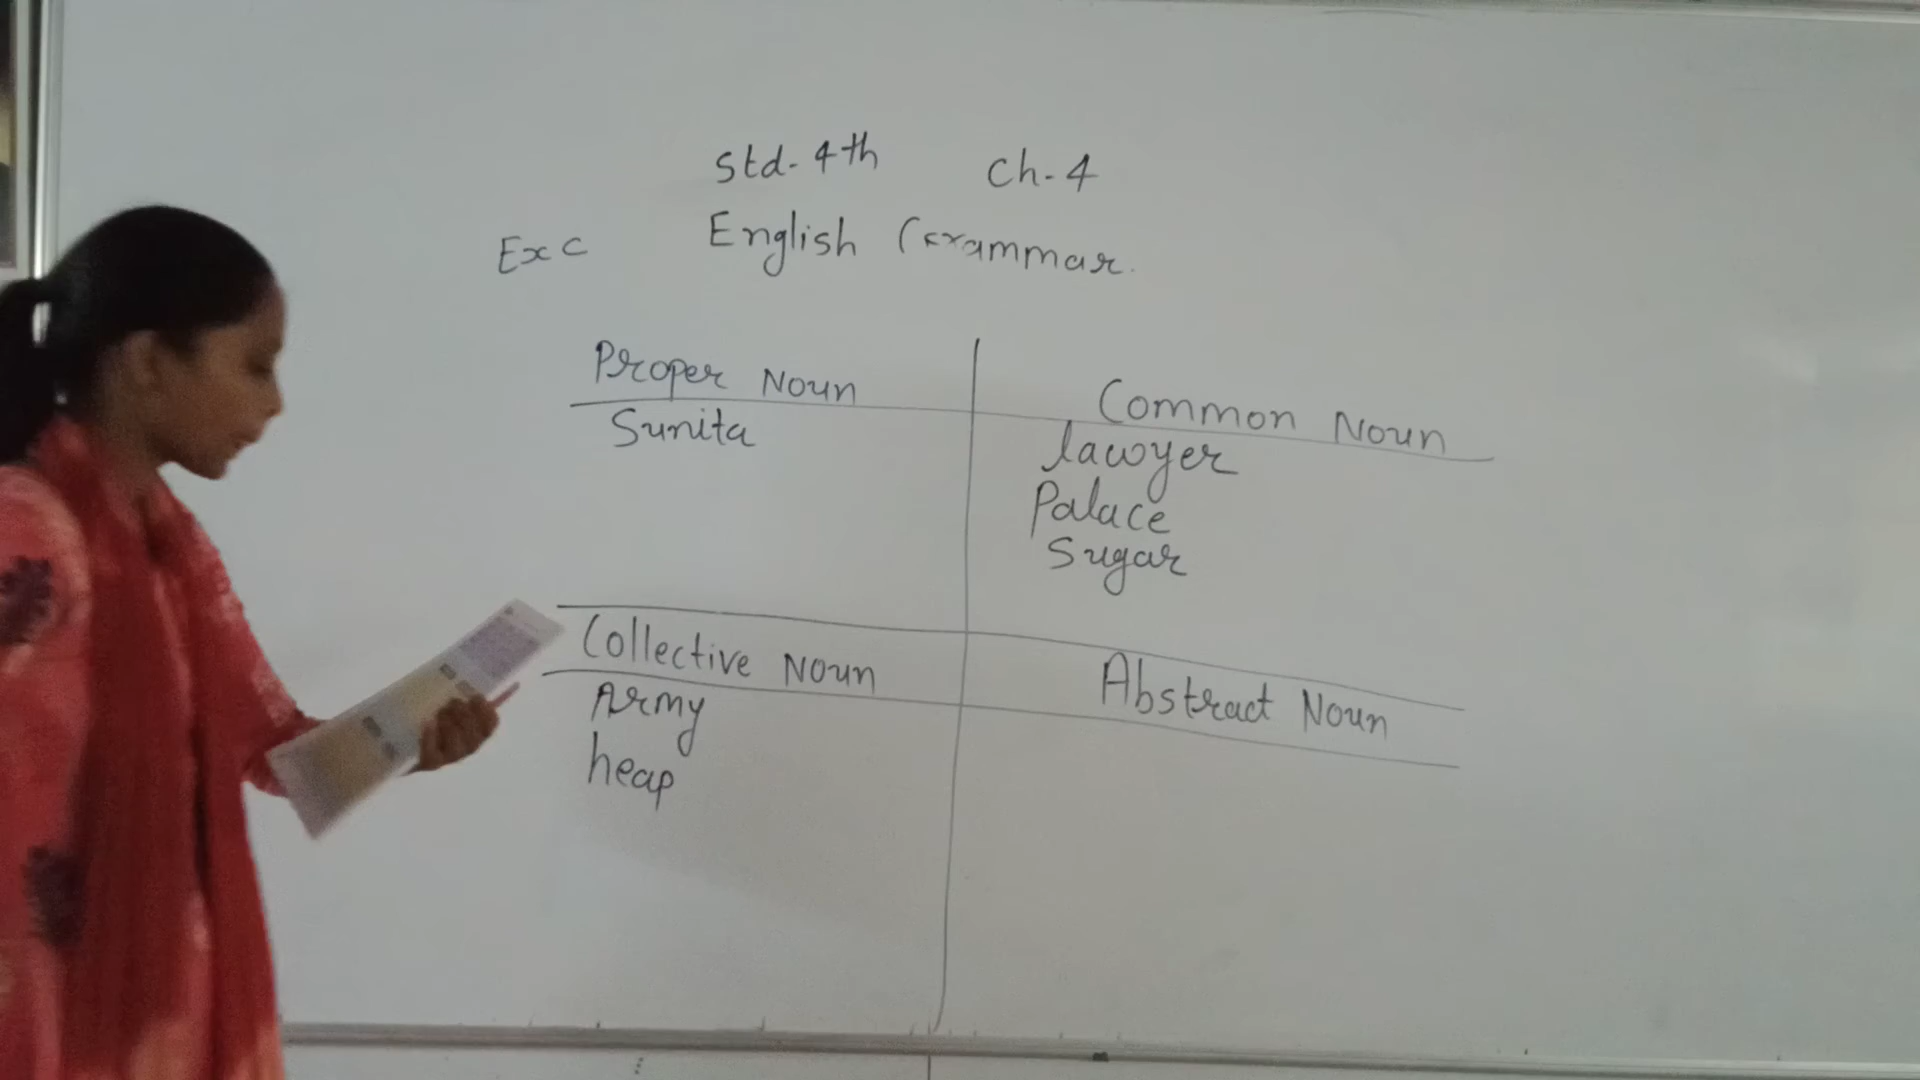 Std-4th Ch-4
Ex C English Grammar.
Proper Noun
Sunita
Common Noun
lawyer
Palace
Sugar
Collective Noun
Army
heap
Abstract Noun